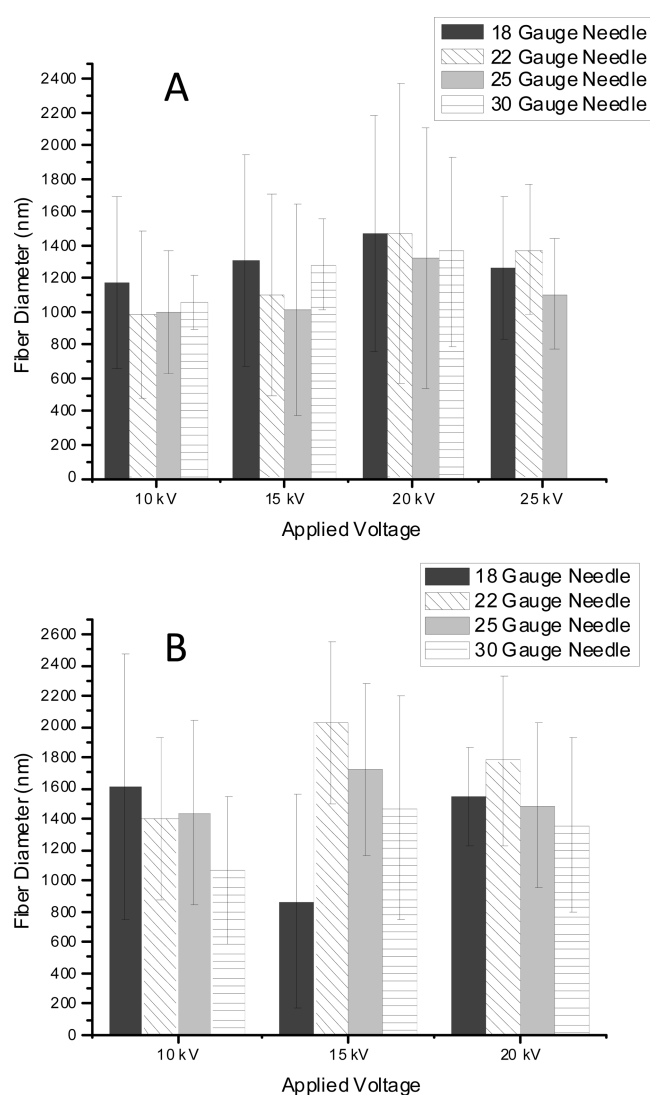 18 Gauge Needle
22 Gauge Needle
25 Gauge Needle
30 Gauge Needle
A
2400
2200
2000
1800
1600
1400
1200
1000
800
600
400
200
0
Fiber Diameter (nm)
10 kV 15 kV 20 kV 25 kV
Applied Voltage
18 Gauge Needle
22 Gauge Needle
25 Gauge Needle
30 Gauge Needle
B
2600
2400
2200
2000
1800
1600
1400
1200
1000
800
600
400
200
0
Fiber Diameter (nm)
10 kV 15 kV 20 kV
Applied Voltage